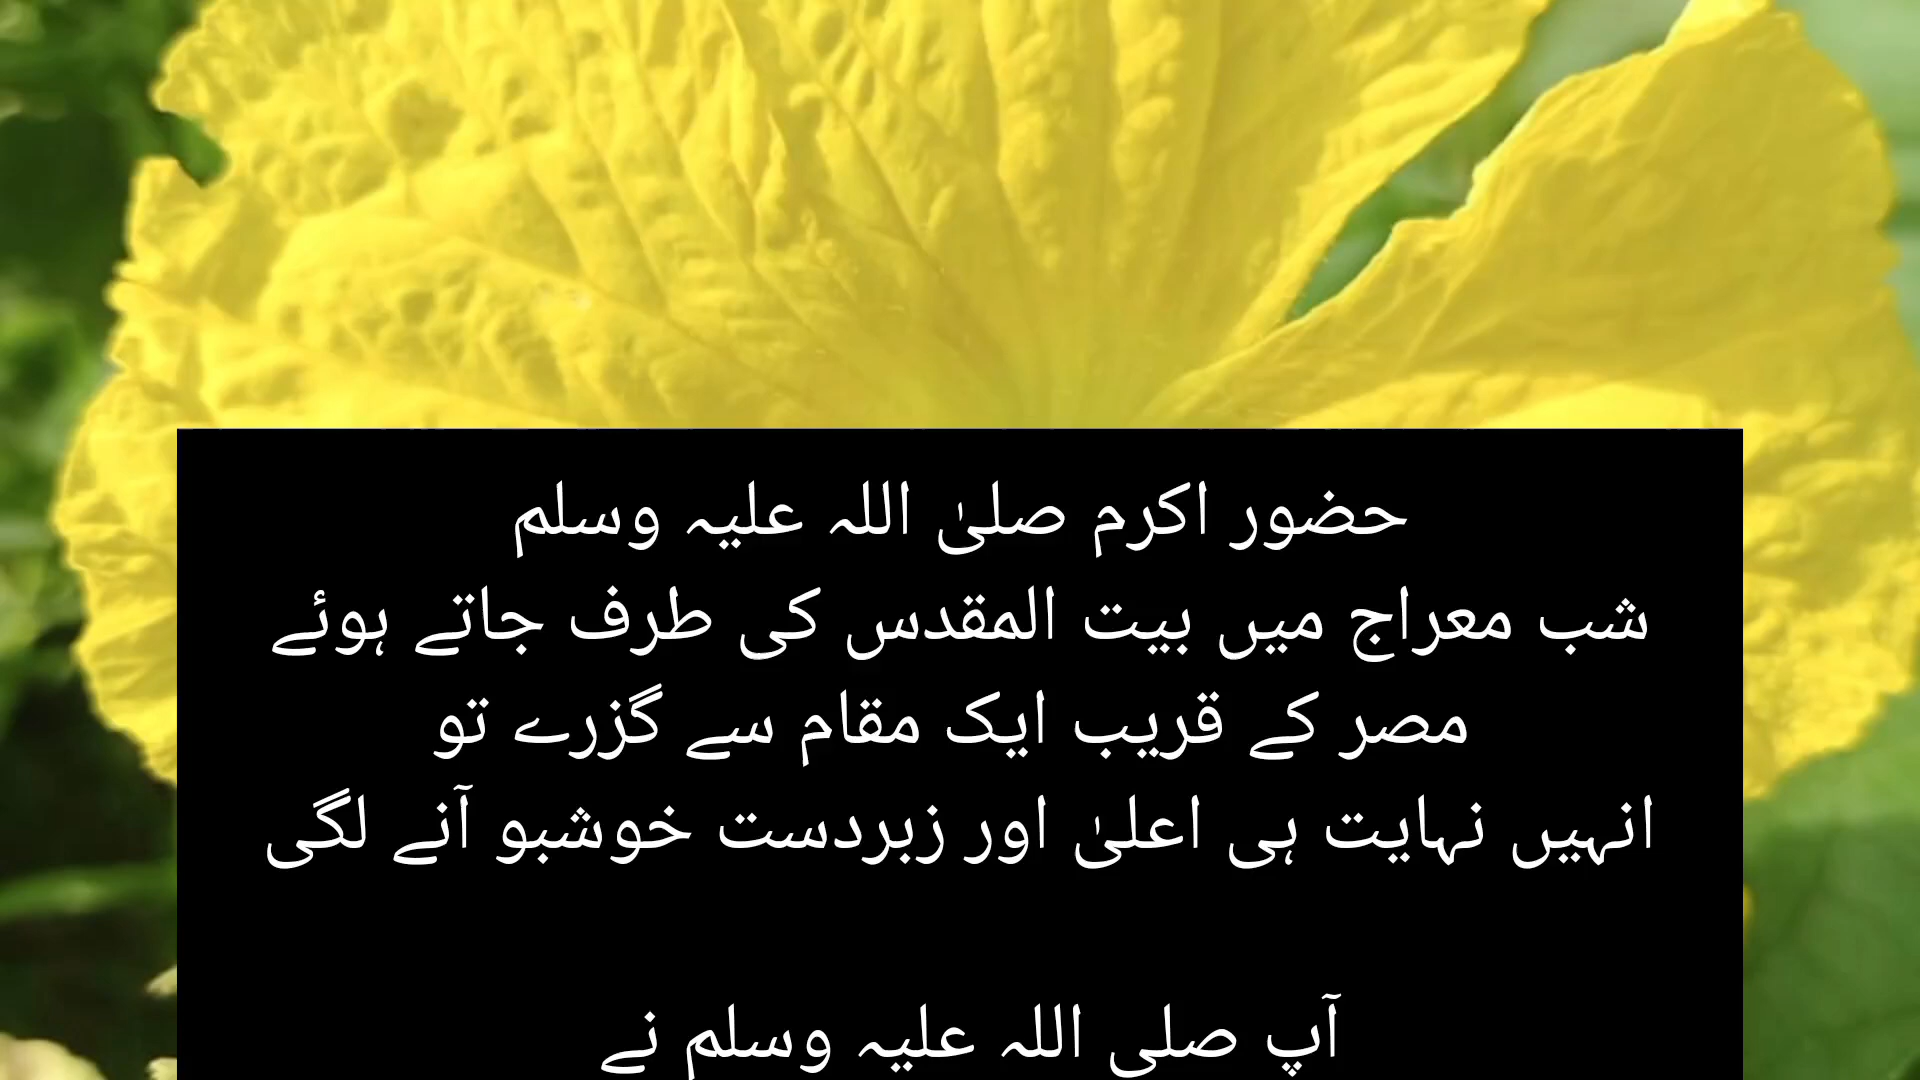 حضور اکرم صلیٰ اللہ علیہ وسلم
شب معراج میں بیت المقدس کی طرف جاتے ہوئے
مصر کے قریب ایک مقام سے گزرے تو
انہیں نہایت ہی اعلیٰ اور زبردست خوشبو آنے لگی
آپ صلی اللہ علیہ وسلم نے